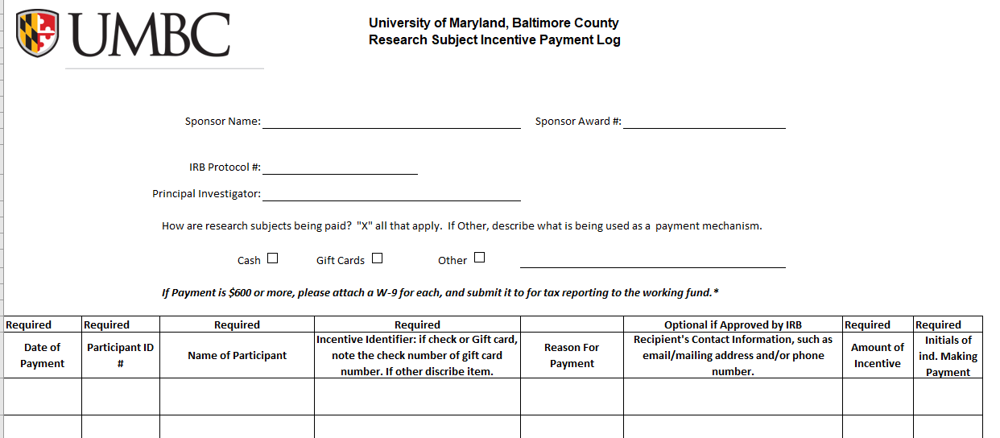 UMBC
University of Maryland, Baltimore County
Research Subject Incentive Payment Log
Sponsor Name:
Sponsor Award #:
IRB Protocol #:
Principal Investigator:
How are research subjects being paid? "X" all that apply. If Other, describe what is being used as a payment mechanism.
Cash
Gift Cards
Other
If Payment is $600 or more, please attach a W-9 for each, and submit it to for tax reporting to the working fund.*
Required
Required
Required
Required
Optional if Approved by IRB
Required
Required
Date of
Payment
Participant ID
#
Name of Participant
Incentive Identifier: if check or Gift card,
note the check number of gift card
number. If other discribe item.
Reason For
Payment
Recipient's Contact Information, such as
email/mailing address and/or phone
number.
Amount of
Incentive
Initials of
ind. Making
Payment